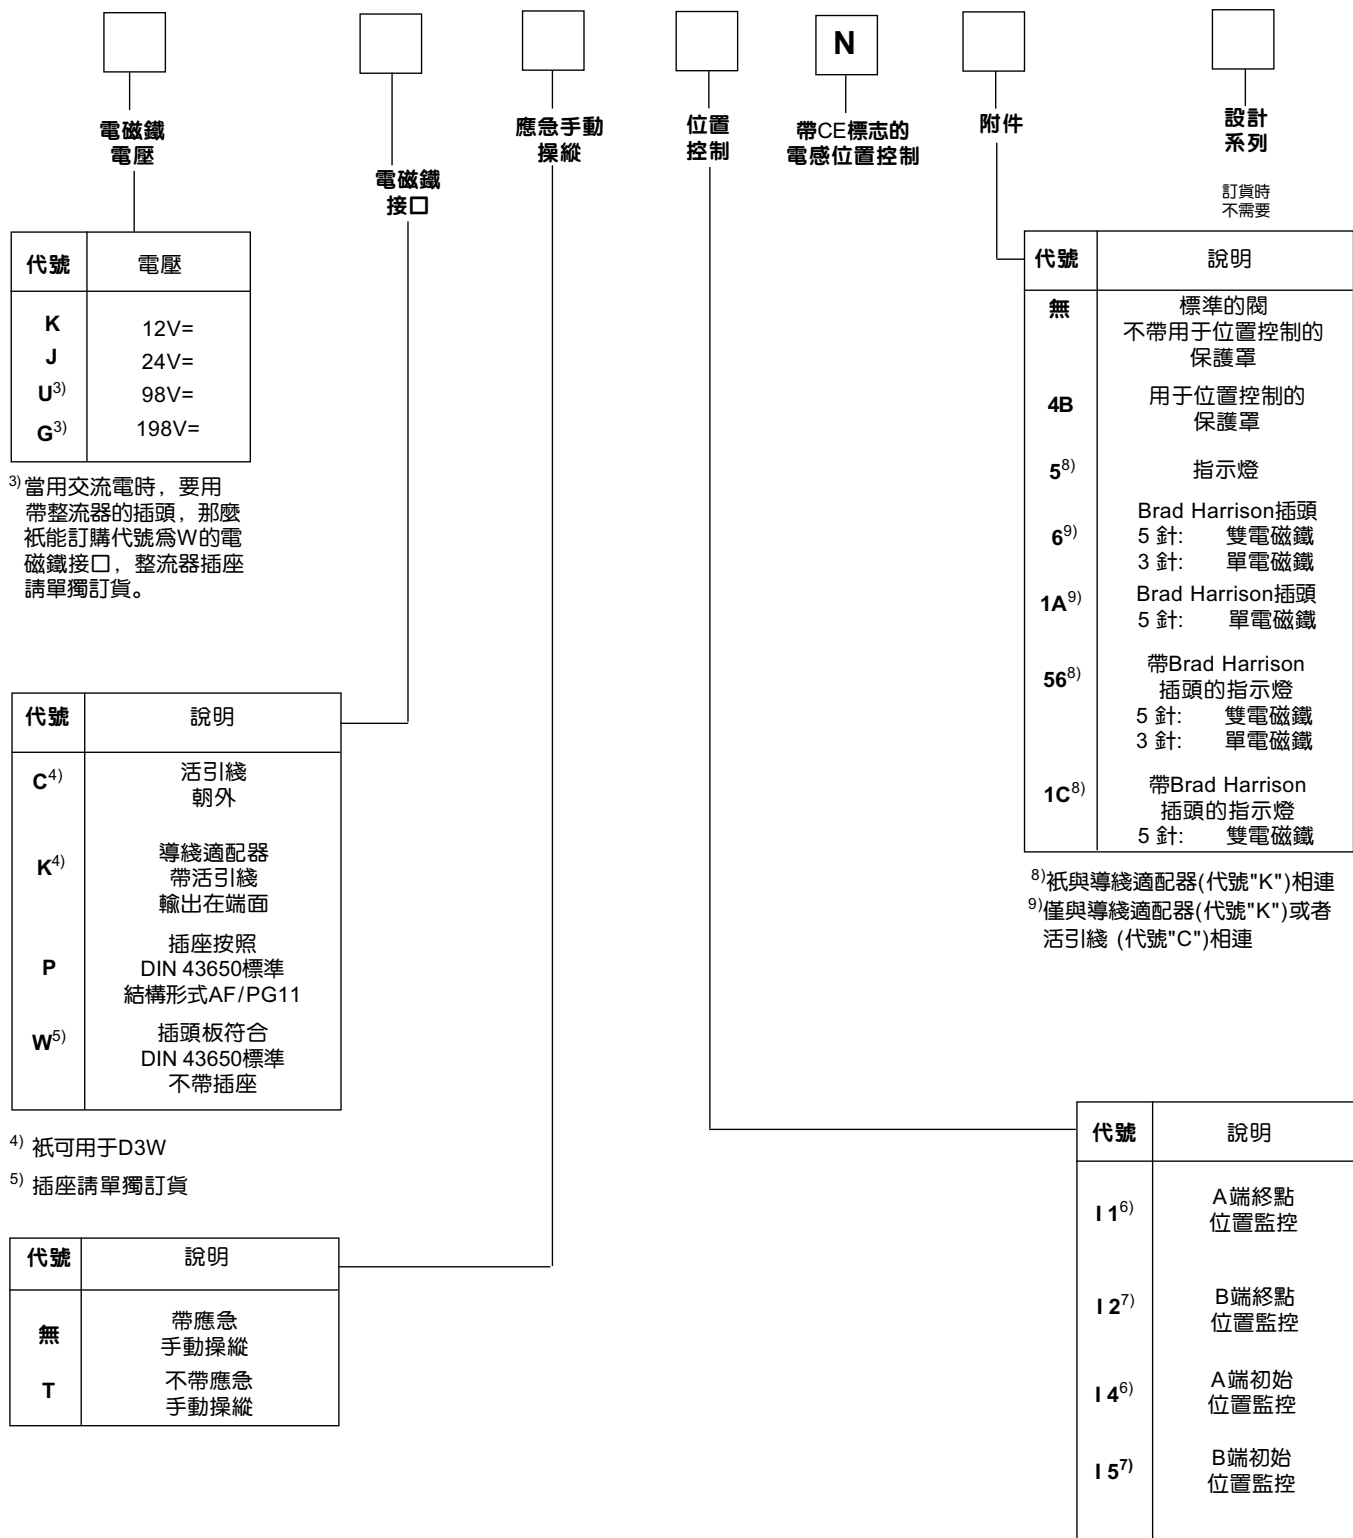 N
電磁鐵
電壓
電磁鐵
接口
應急手動
操縱
位置
控制
帶CE標志的
電感位置控制
附件
設計
系列
訂貨時
不需要
代號 電壓
K 12V=
J 24V=
U3) 98V=
G3) 198V=
3)當用交流電時，要用
帶整流器的插頭，那麼
衹能訂購代號爲W的電
磁鐵接口，整流器插座
請單獨訂貨。
代號 說明
C4) 活引綫
朝外
K4) 導綫適配器
帶活引綫
輸出在端面
P 插座按照
DIN 43650標準
結構形式AF/PG11
W5) 插頭板符合
DIN 43650標準
不帶插座
4) 衹可用于D3W
5) 插座請單獨訂貨
代號 說明
無 帶應急
手動操縱
T 不帶應急
手動操縱
代號 說明
無 標準的閥
不帶用于位置控制的
保護罩
4B 用于位置控制的
保護罩
58) 指示燈
69) Brad Harrison插頭
5 針: 雙電磁鐵
3 針: 單電磁鐵
1A9) Brad Harrison插頭
5 針: 單電磁鐵
568) 帶Brad Harrison
插頭的指示燈
5 針: 雙電磁鐵
3 針: 單電磁鐵
1C8) 帶Brad Harrison
插頭的指示燈
5 針: 雙電磁鐵
8)衹與導綫適配器(代號"K")相連
9)僅與導綫適配器(代號"K")或者
活引綫 (代號"C")相連
代號 說明
I 16) A端終點
位置監控
I 27) B端終點
位置監控
I 46) A端初始
位置監控
I 57) B端初始
位置監控